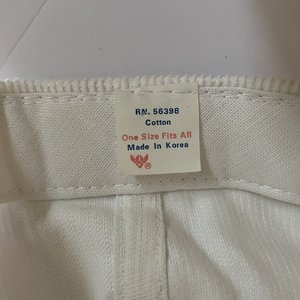 RN. 56398
Cotton
One Size Fits All
Made In Korea
®